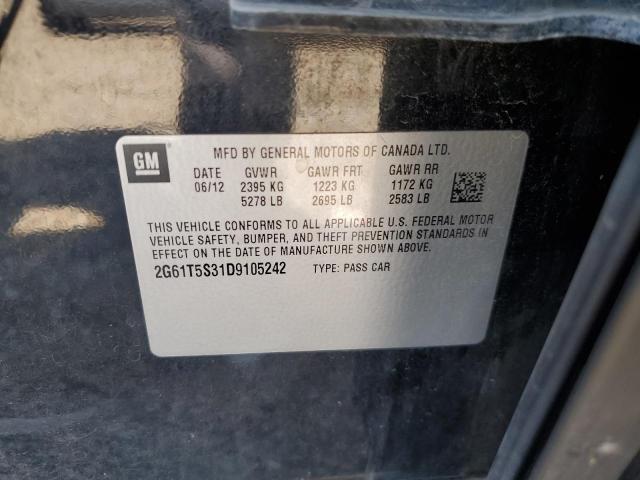 GM
MFD BY GENERAL MOTORS OF CANADA LTD.
DATE GVWR GAWR FRT GAWR RR
06/12 2395 KG 1223 KG 1172 KG
5278 LB 2695 LB 2583 LB
THIS VEHICLE CONFORMS TO ALL APPLICABLE U.S. FEDERAL MOTOR
VEHICLE SAFETY, BUMPER, AND THEFT PREVENTION STANDARDS IN
EFFECT ON THE DATE OF MANUFACTURE SHOWN ABOVE.
2G61T5S31D9105242 TYPE: PASS CAR